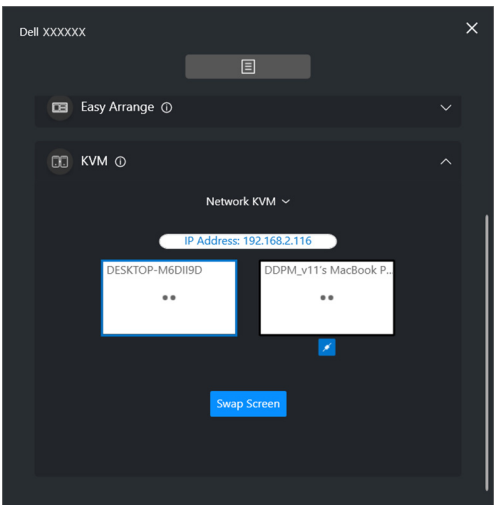 Dell XXXXXX
Easy Arrange
KVM
Network KVM
IP Address: 192.168.2.116
DESKTOP-M6DII9D
DDPM_v11's MacBook P..
Swap Screen